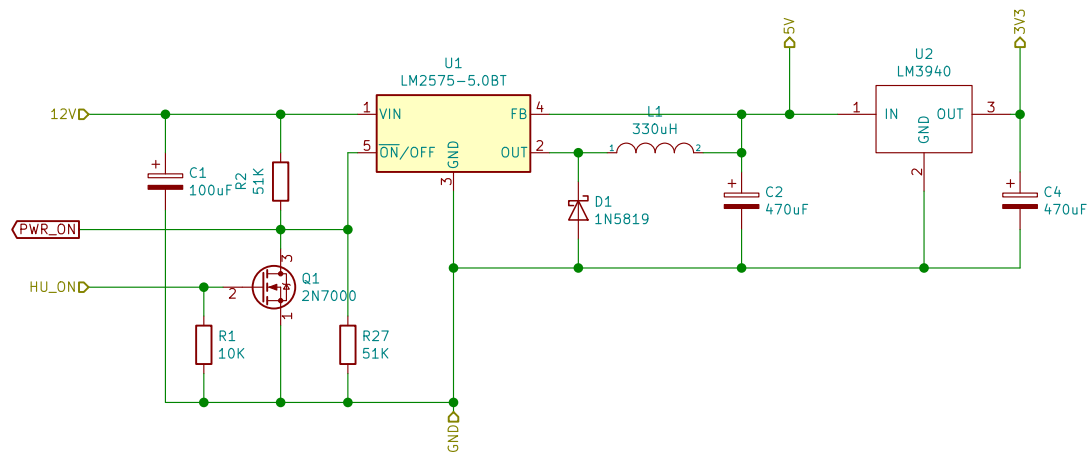 5V
3V3
U1
LM2575-5.0BT
U2
LM3940
12V
1
VIN
FB
4
L1
330uH
1
IN
OUT
3
GND
2
5
ON/OFF
GND
3
OUT
2
1
2
+
C1
100uF
R2
51K
D1
1N5819
+
C2
470uF
+
C4
470uF
PWR_ON
HU_ON
2
3
1
Q1
2N7000
R1
10K
R27
51K
GND